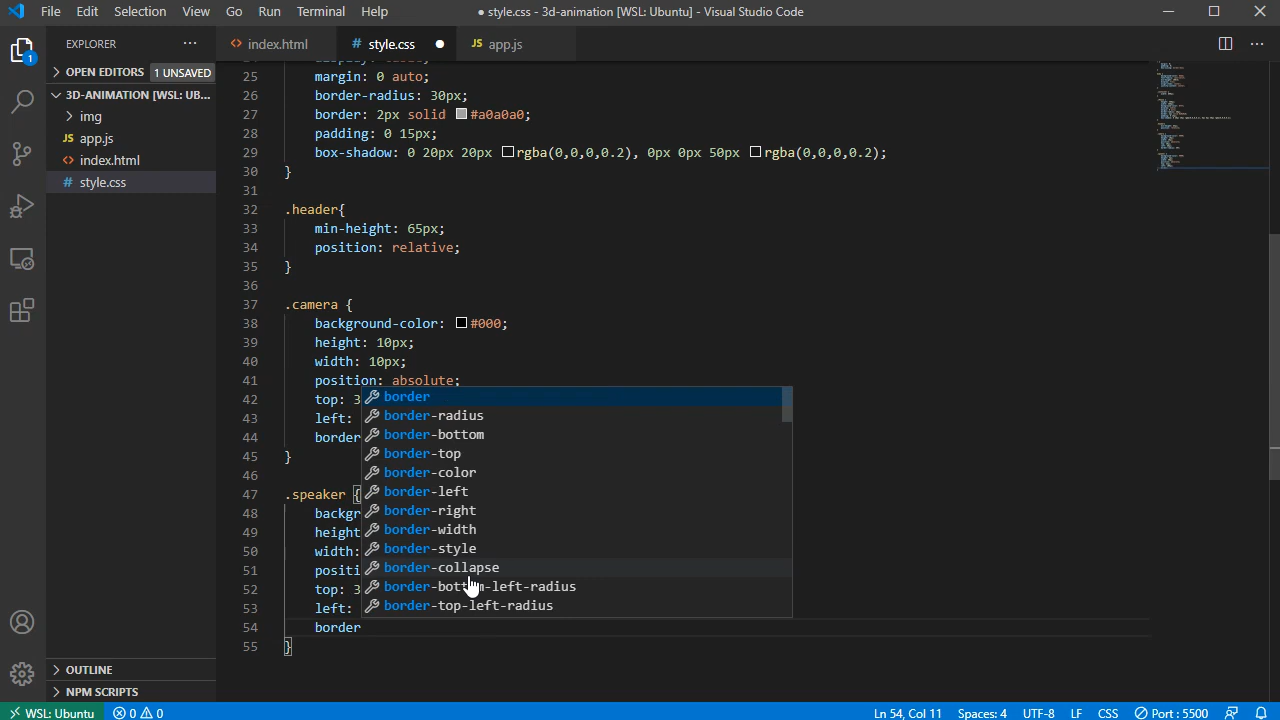 File Edit Selection View Go Run Terminal Help
● style.css - 3d-animation [WSL: Ubuntu] - Visual Studio Code
EXPLORER ···
# index.html
# style.css ●
JS app.js
OPEN EDITORS 1 UNSAVED
3D-ANIMATION [WSL: UB...
img
JS app.js
<> index.html
# style.css
25 margin: 0 auto;
26 border-radius: 30px;
27 border: 2px solid #a0a0a0;
28 padding: 0 15px;
29 box-shadow: 0 20px 20px rgba(0,0,0,0.2), 0px 0px 50px rgba(0,0,0,0.2);
30 }
31
32 .header{
33 min-height: 65px;
34 position: relative;
35 }
36
37 .camera {
38 background-color: #000;
39 height: 10px;
40 width: 10px;
41 position: absolute;
42 top: 3
43 left:
44 border
45 }
46
47 .speaker {
48 backgr
49 height
50 width:
51 positi
52 top: 3
53 left:
54 border
55 }
border
border-radius
border-bottom
border-top
border-color
border-left
border-right
border-width
border-style
border-collapse
border-bottom-left-radius
border-top-left-radius
OUTLINE
NPM SCRIPTS
1
WSL: Ubuntu 0 0 Ln 54, Col 11 Spaces: 4 UTF-8 LF CSS Port : 5500